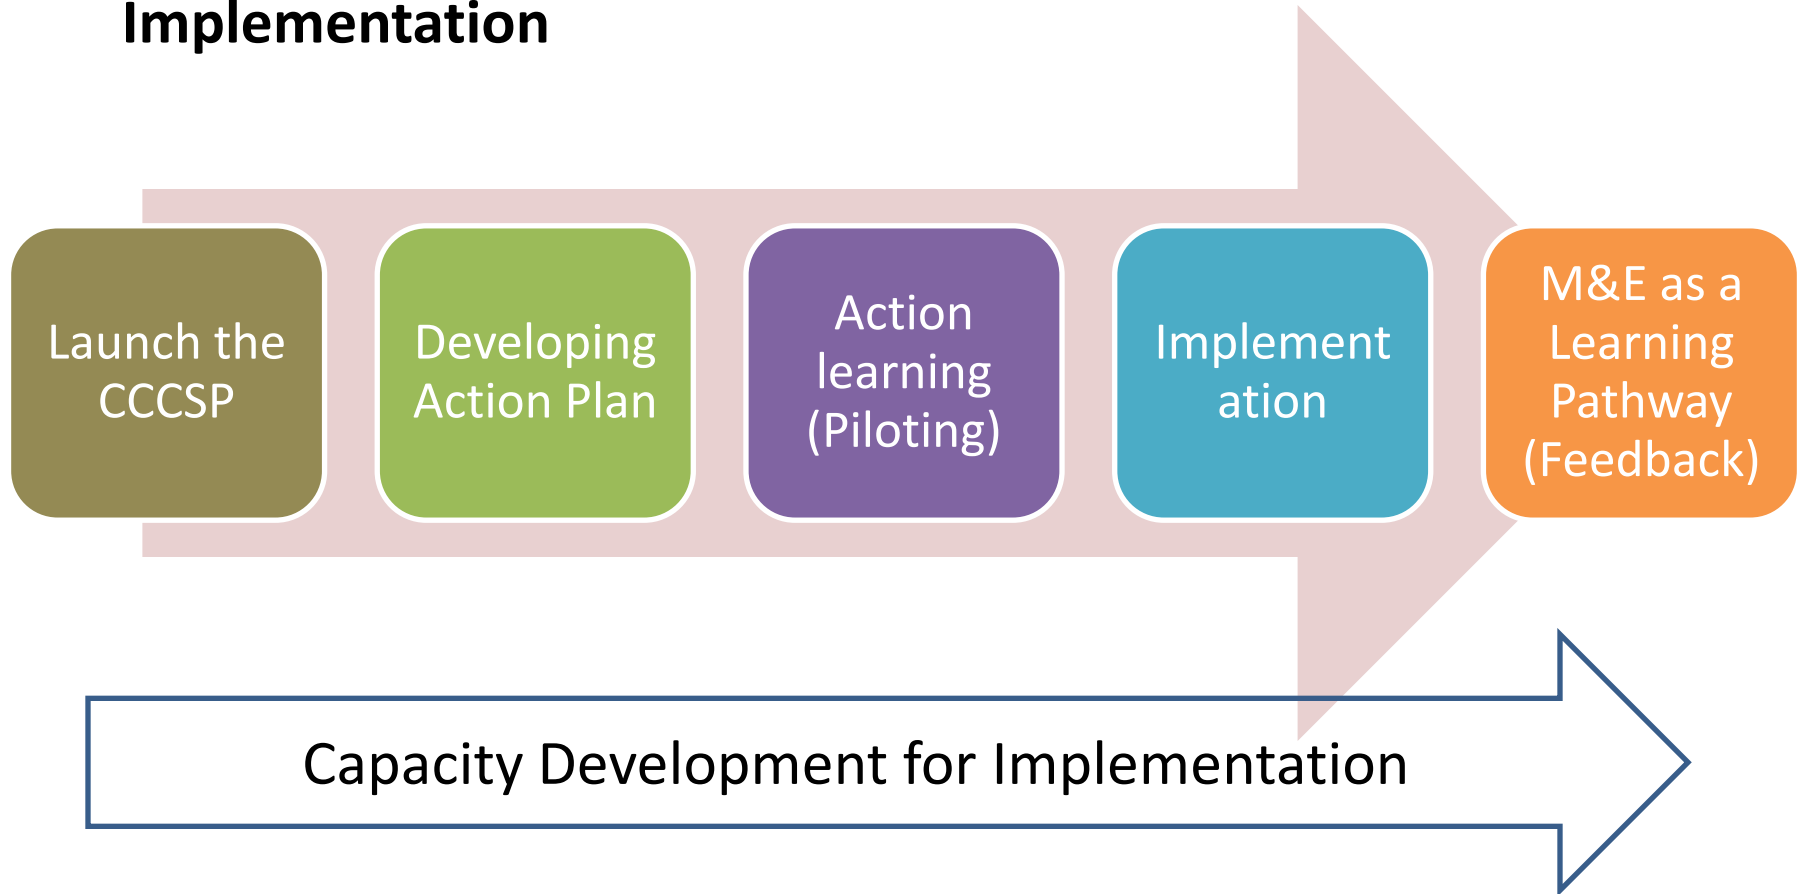 Implementation
Launch the
CCCSP
Developing
Action Plan
Action
learning
(Piloting)
Implement
ation
M&E as a
Learning
Pathway
(Feedback)
Capacity Development for Implementation